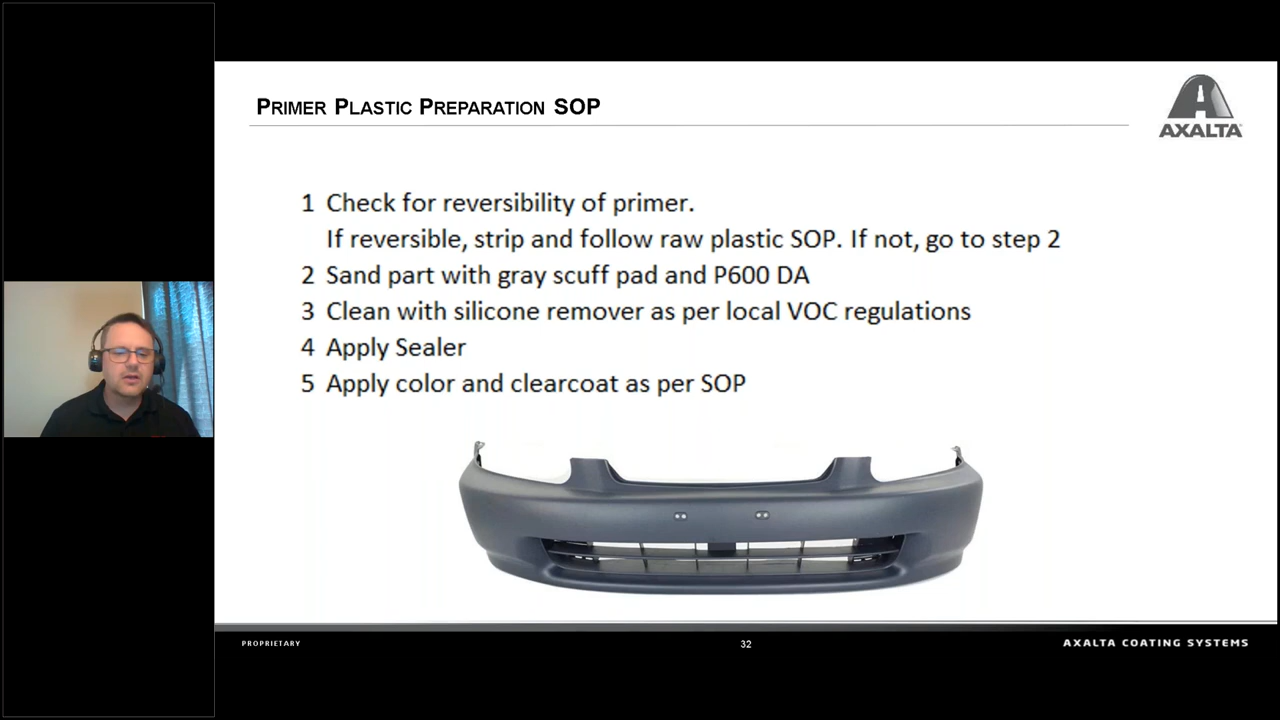 PRIMER PLASTIC PREPARATION SOP
AXALTA
1 Check for reversibility of primer.
If reversible, strip and follow raw plastic SOP. If not, go to step 2
2 Sand part with gray scuff pad and P600 DA
3 Clean with silicone remover as per local VOC regulations
4 Apply Sealer
5 Apply color and clearcoat as per SOP
PROPRIETARY
32
AXALTA COATING SYSTEMS